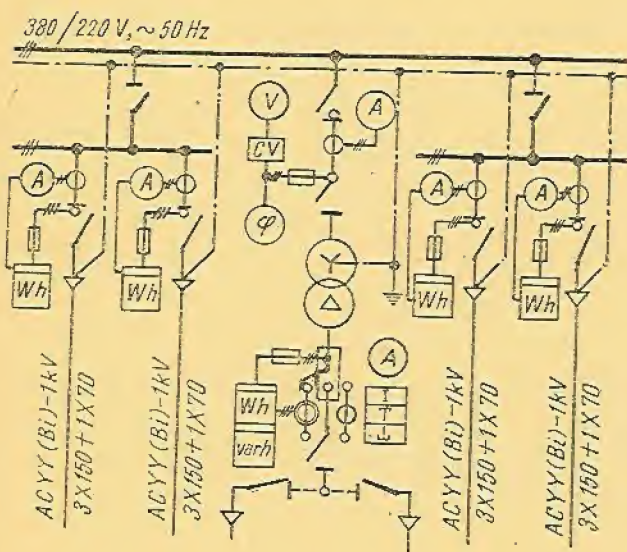 380/220 V, ~ 50 Hz
V
A
CV
φ
A
Wh
A
Wh
A
Wh
A
Wh
Y
Δ
A
Wh
varh
ACYY(Bi)-1kV
3X150+1X70
ACYY(Bi)-1kV
3X150+1X70
ACYY(Bi)-1kV
3X150+1X70
ACYY(Bi)-1kV
3X150+1X70